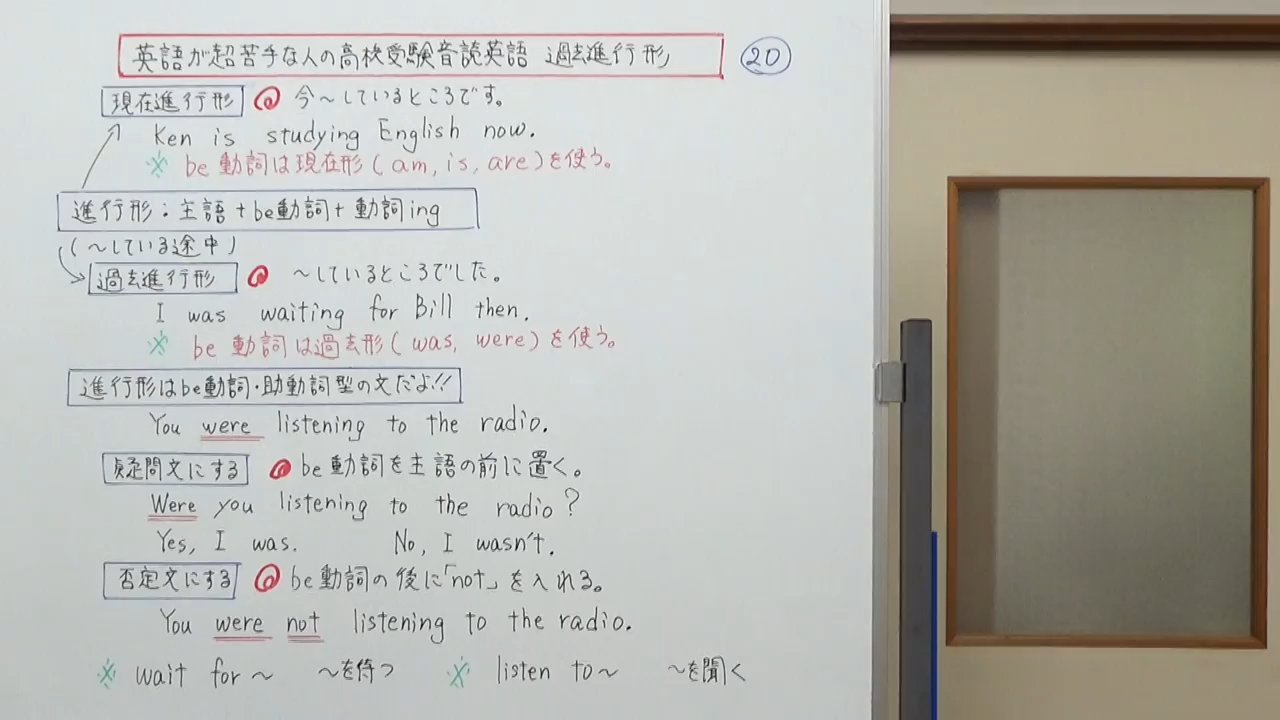 英語が超苦手な人の高校受験音読英語 過去進行形 20
現在進行形 今～しているところです。
Ken is studying English now.
※ be動詞は現在形(am, is, are)を使う。
進行形：主語+be動詞+動詞ing
(～している途中)
過去進行形 ～しているところでした。
I was waiting for Bill then.
※ be動詞は過去形(was, were)を使う。
進行形はbe動詞・助動詞型の文だよ!!
You were listening to the radio.
疑問文にする be動詞を主語の前に置く。
Were you listening to the radio?
Yes, I was. No, I wasn't.
否定文にする be動詞の後に「not」を入れる。
You were not listening to the radio.
※ wait for～ ～を待つ ※ listen to～ ～を聞く